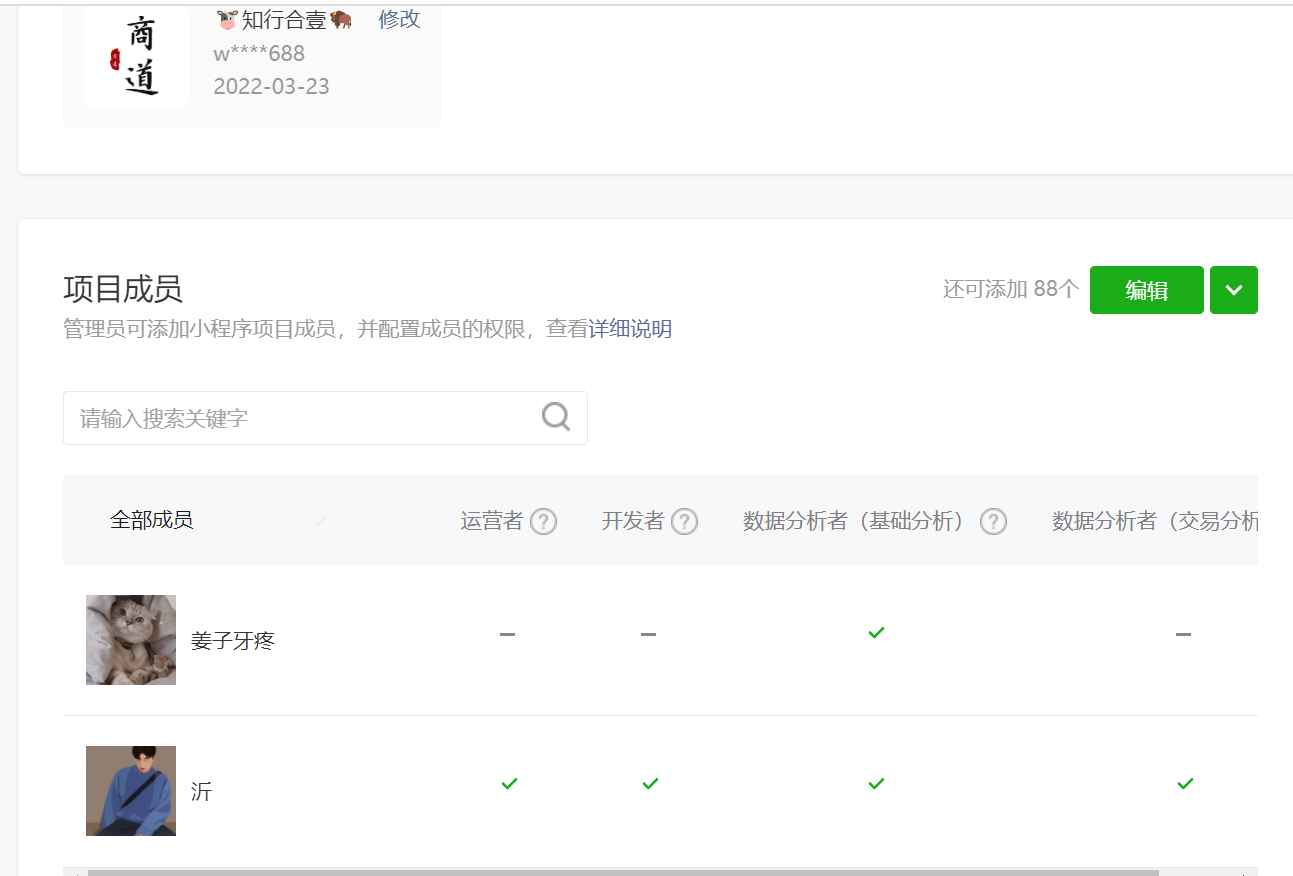 商
道
🐮知行合壹🐂 修改
w****688
2022-03-23
项目成员
还可添加 88个 编辑
管理员可添加小程序项目成员，并配置成员的权限，查看详细说明
请输入搜索关键字
全部成员 运营者 ? 开发者 ? 数据分析者（基础分析） ? 数据分析者（交易分析
姜子牙疼
沂